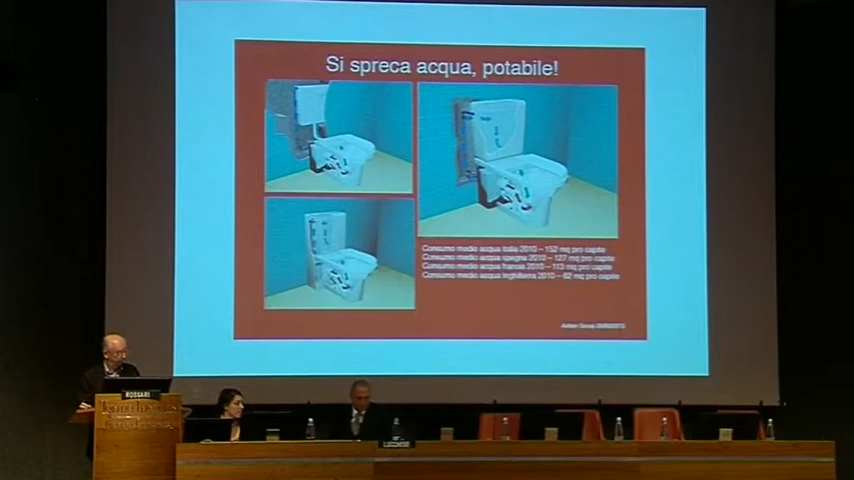 Si spreca acqua, potabile!
Consumo medio acqua Italia 2010 – 152 mq pro capite
Consumo medio acqua spagna 2010 – 127 mq pro capite
Consumo medio acqua francia 2010 – 113 mq pro capite
Consumo medio acqua Inghilterra 2010 – 62 mq pro capite
ROSSARI
LUCCHESE